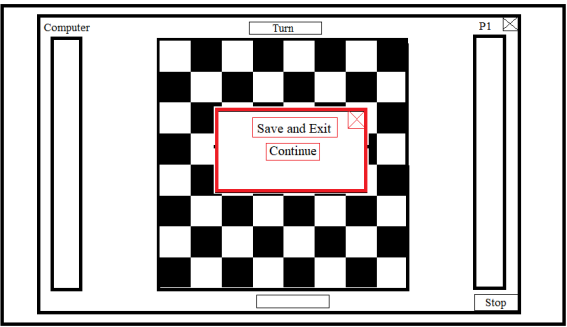 Computer
Turn
P1
Save and Exit
Continue
Stop